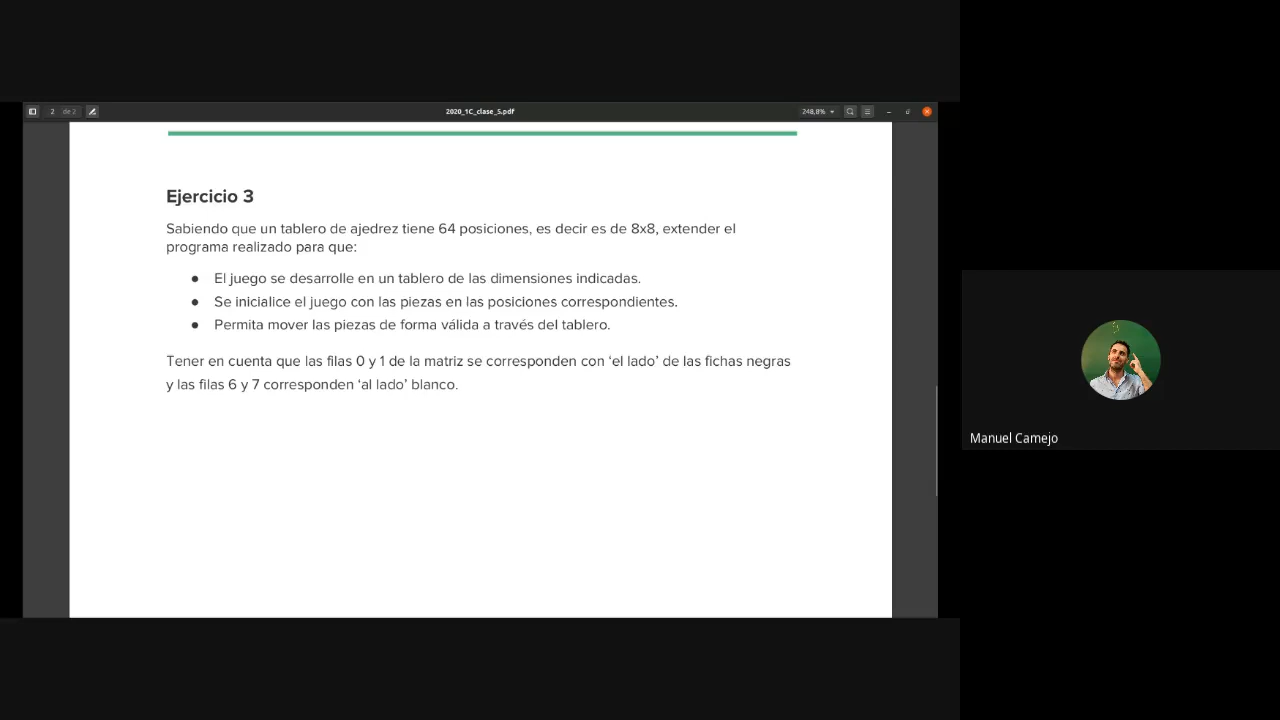 2 de 2
2020_1C_clase_5.pdf
248,8%
Ejercicio 3
Sabiendo que un tablero de ajedrez tiene 64 posiciones, es decir es de 8x8, extender el
programa realizado para que:
● El juego se desarrolle en un tablero de las dimensiones indicadas.
● Se inicialice el juego con las piezas en las posiciones correspondientes.
● Permita mover las piezas de forma válida a través del tablero.
Tener en cuenta que las filas 0 y 1 de la matriz se corresponden con ‘el lado’ de las fichas negras
y las filas 6 y 7 corresponden ‘al lado’ blanco.
Manuel Camejo